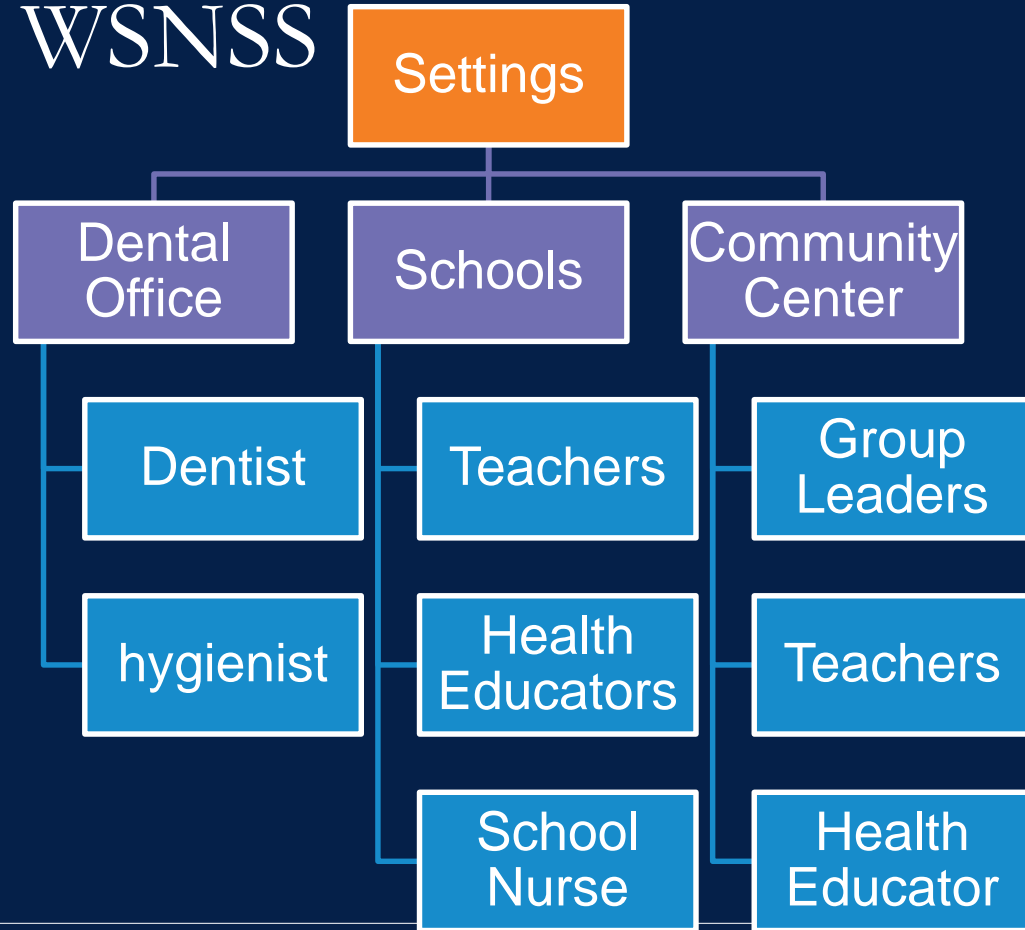 WSNSS
Settings
Dental
Office
Schools
Community
Center
Dentist
Teachers
Group
Leaders
hygienist
Health
Educators
Teachers
School
Nurse
Health
Educator